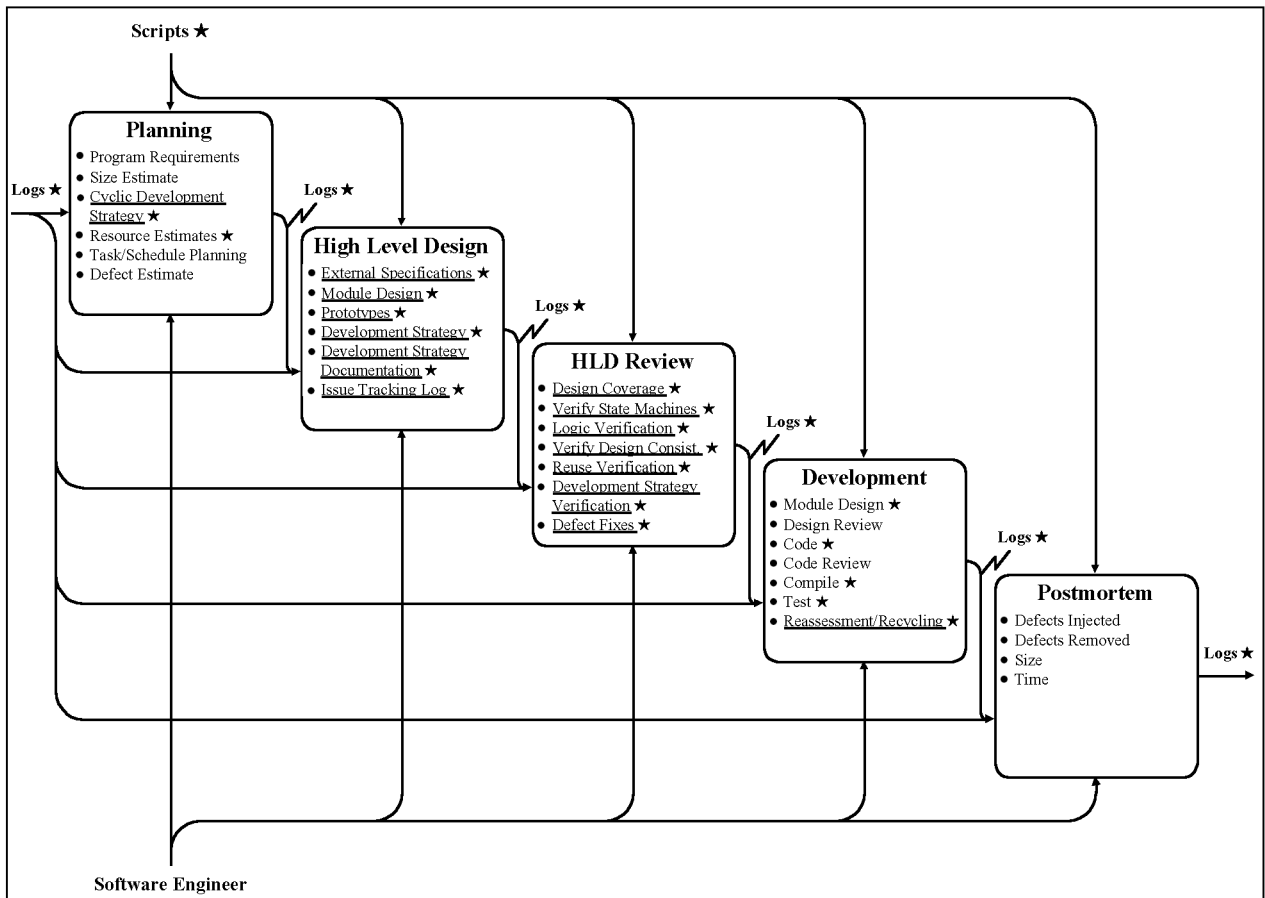 Scripts ★
Planning
● Program Requirements
● Size Estimate
● Cyclic Development
Strategy ★
● Resource Estimates ★
● Task/Schedule Planning
● Defect Estimate
Logs ★
Logs ★
High Level Design
● External Specifications ★
● Module Design ★
● Prototypes ★
● Development Strategy ★
● Development Strategy
Documentation ★
● Issue Tracking Log ★
Logs ★
HLD Review
● Design Coverage ★
● Verify State Machines ★
● Logic Verification ★
● Verify Design Consist. ★
● Reuse Verification ★
● Development Strategy
Verification ★
● Defect Fixes ★
Logs ★
Development
● Module Design ★
● Design Review
● Code ★
● Code Review
● Compile ★
● Test ★
● Reassessment/Recycling ★
Logs ★
Postmortem
● Defects Injected
● Defects Removed
● Size
● Time
Logs ★
Software Engineer